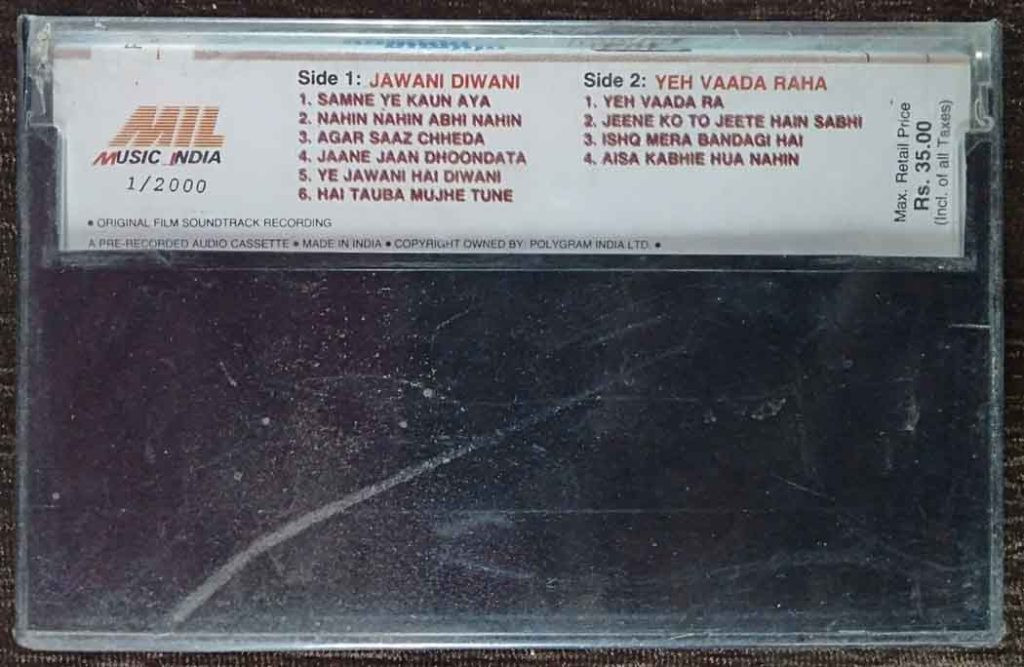 MIL
MUSIC INDIA
1/2000
Side 1: JAWANI DIWANI
1. SAMNE YE KAUN AYA
2. NAHIN NAHIN ABHI NAHIN
3. AGAR SAAZ CHHEDA
4. JAANE JAAN DHOONDATA
5. YE JAWANI HAI DIWANI
6. HAI TAUBA MUJHE TUNE
Side 2: YEH VAADA RAHA
1. YEH VAADA RA
2. JEENE KO TO JEETE HAIN SABHI
3. ISHQ MERA BANDAGI HAI
4. AISA KABHIE HUA NAHIN
Max. Retail Price
Rs. 35.00
(Incl. of all Taxes)
• ORIGINAL FILM SOUNDTRACK RECORDING
A PRE-RECORDED AUDIO CASSETTE • MADE IN INDIA • COPYRIGHT OWNED BY: POLYGRAM INDIA LTD. •